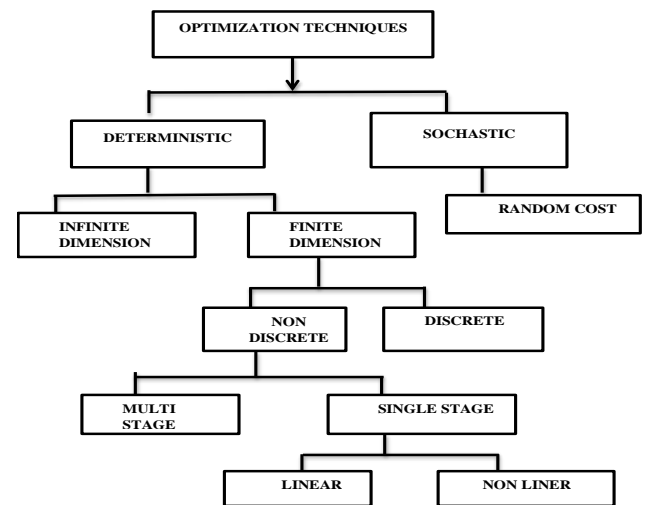 OPTIMIZATION TECHNIQUES
DETERMINISTIC
SOCHASTIC
RANDOM COST
INFINITE
DIMENSION
FINITE
DIMENSION
NON
DISCRETE
DISCRETE
MULTI
STAGE
SINGLE STAGE
LINEAR
NON LINER